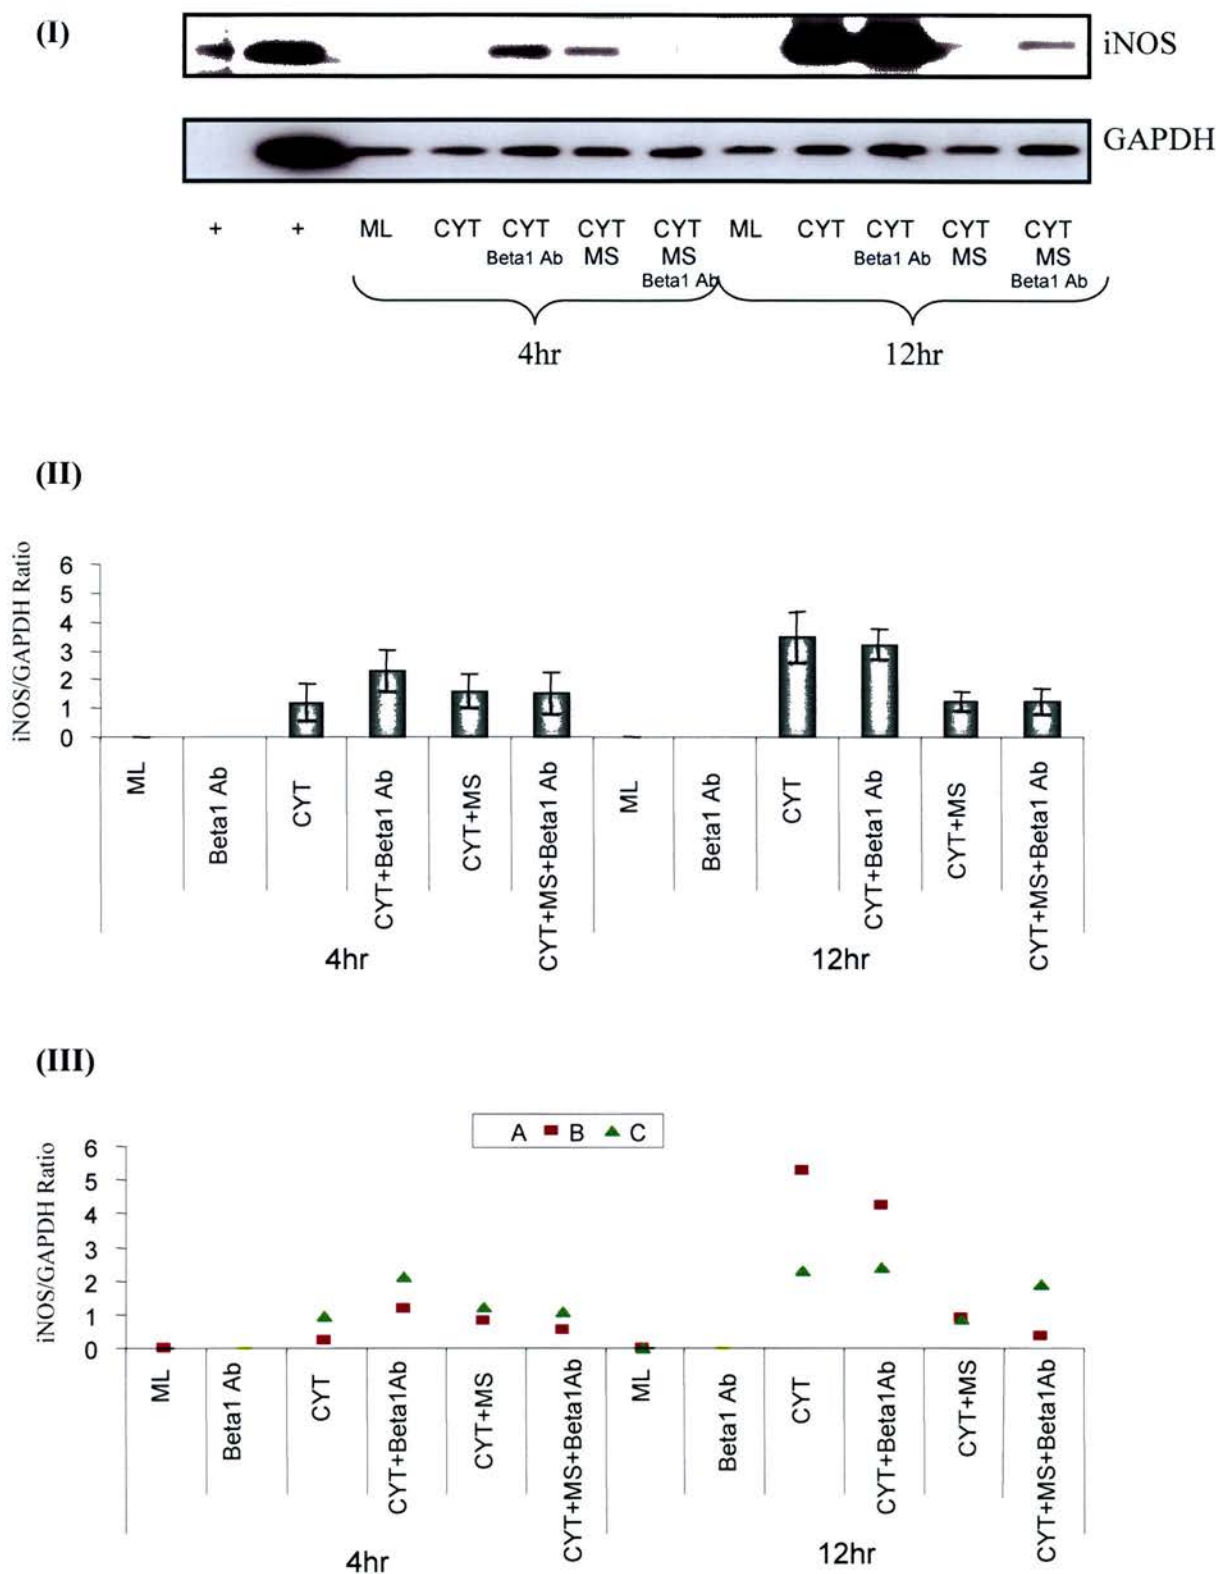 (I)
iNOS
GAPDH
+ + ML CYT CYT CYT CYT ML CYT CYT CYT CYT
Beta1 Ab MS MS Beta1 Ab MS MS
Beta1 Ab Beta1 Ab
4hr 12hr
(II)
iNOS/GAPDH Ratio
6
5
4
3
2
1
0
ML Beta1 Ab CYT CYT+Beta1 Ab CYT+MS CYT+MS+Beta1 Ab ML Beta1 Ab CYT CYT+Beta1 Ab CYT+MS CYT+MS+Beta1 Ab
4hr 12hr
(III)
A B C
iNOS/GAPDH Ratio
6
5
4
3
2
1
0
ML Beta1 Ab CYT CYT+Beta1Ab CYT+MS CYT+MS+Beta1Ab ML Beta1 Ab CYT CYT+Beta1Ab CYT+MS CYT+MS+Beta1Ab
4hr 12hr